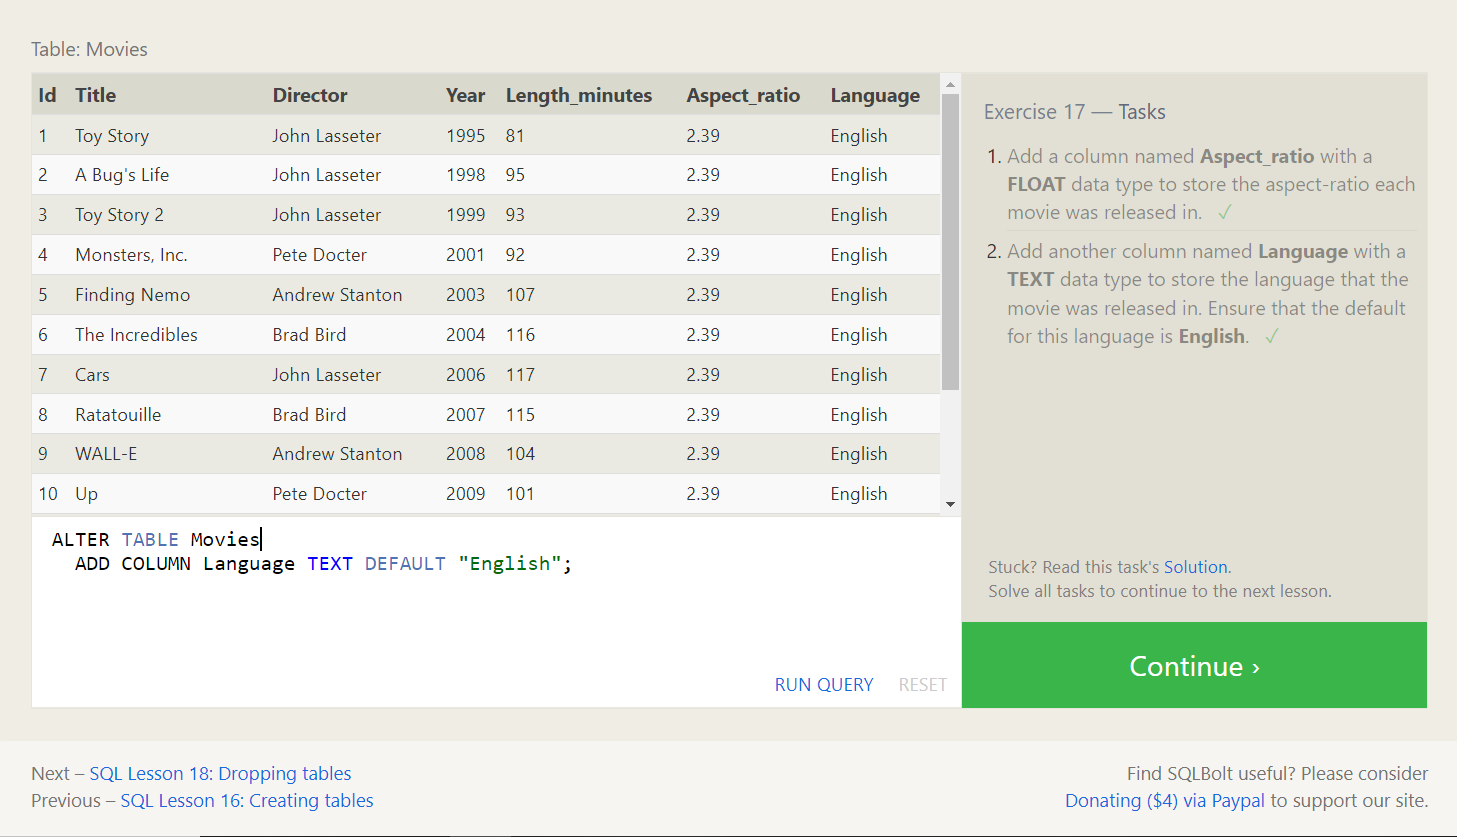 Table: Movies
Id Title Director Year Length_minutes Aspect_ratio Language
1 Toy Story John Lasseter 1995 81 2.39 English
2 A Bug's Life John Lasseter 1998 95 2.39 English
3 Toy Story 2 John Lasseter 1999 93 2.39 English
4 Monsters, Inc. Pete Docter 2001 92 2.39 English
5 Finding Nemo Andrew Stanton 2003 107 2.39 English
6 The Incredibles Brad Bird 2004 116 2.39 English
7 Cars John Lasseter 2006 117 2.39 English
8 Ratatouille Brad Bird 2007 115 2.39 English
9 WALL-E Andrew Stanton 2008 104 2.39 English
10 Up Pete Docter 2009 101 2.39 English
ALTER TABLE Movies
ADD COLUMN Language TEXT DEFAULT "English";
RUN QUERY RESET
Exercise 17 — Tasks
1. Add a column named Aspect_ratio with a
FLOAT data type to store the aspect-ratio each
movie was released in. ✓
2. Add another column named Language with a
TEXT data type to store the language that the
movie was released in. Ensure that the default
for this language is English. ✓
Stuck? Read this task's Solution.
Solve all tasks to continue to the next lesson.
Continue ›
Next – SQL Lesson 18: Dropping tables
Previous – SQL Lesson 16: Creating tables
Find SQLBolt useful? Please consider
Donating ($4) via Paypal to support our site.